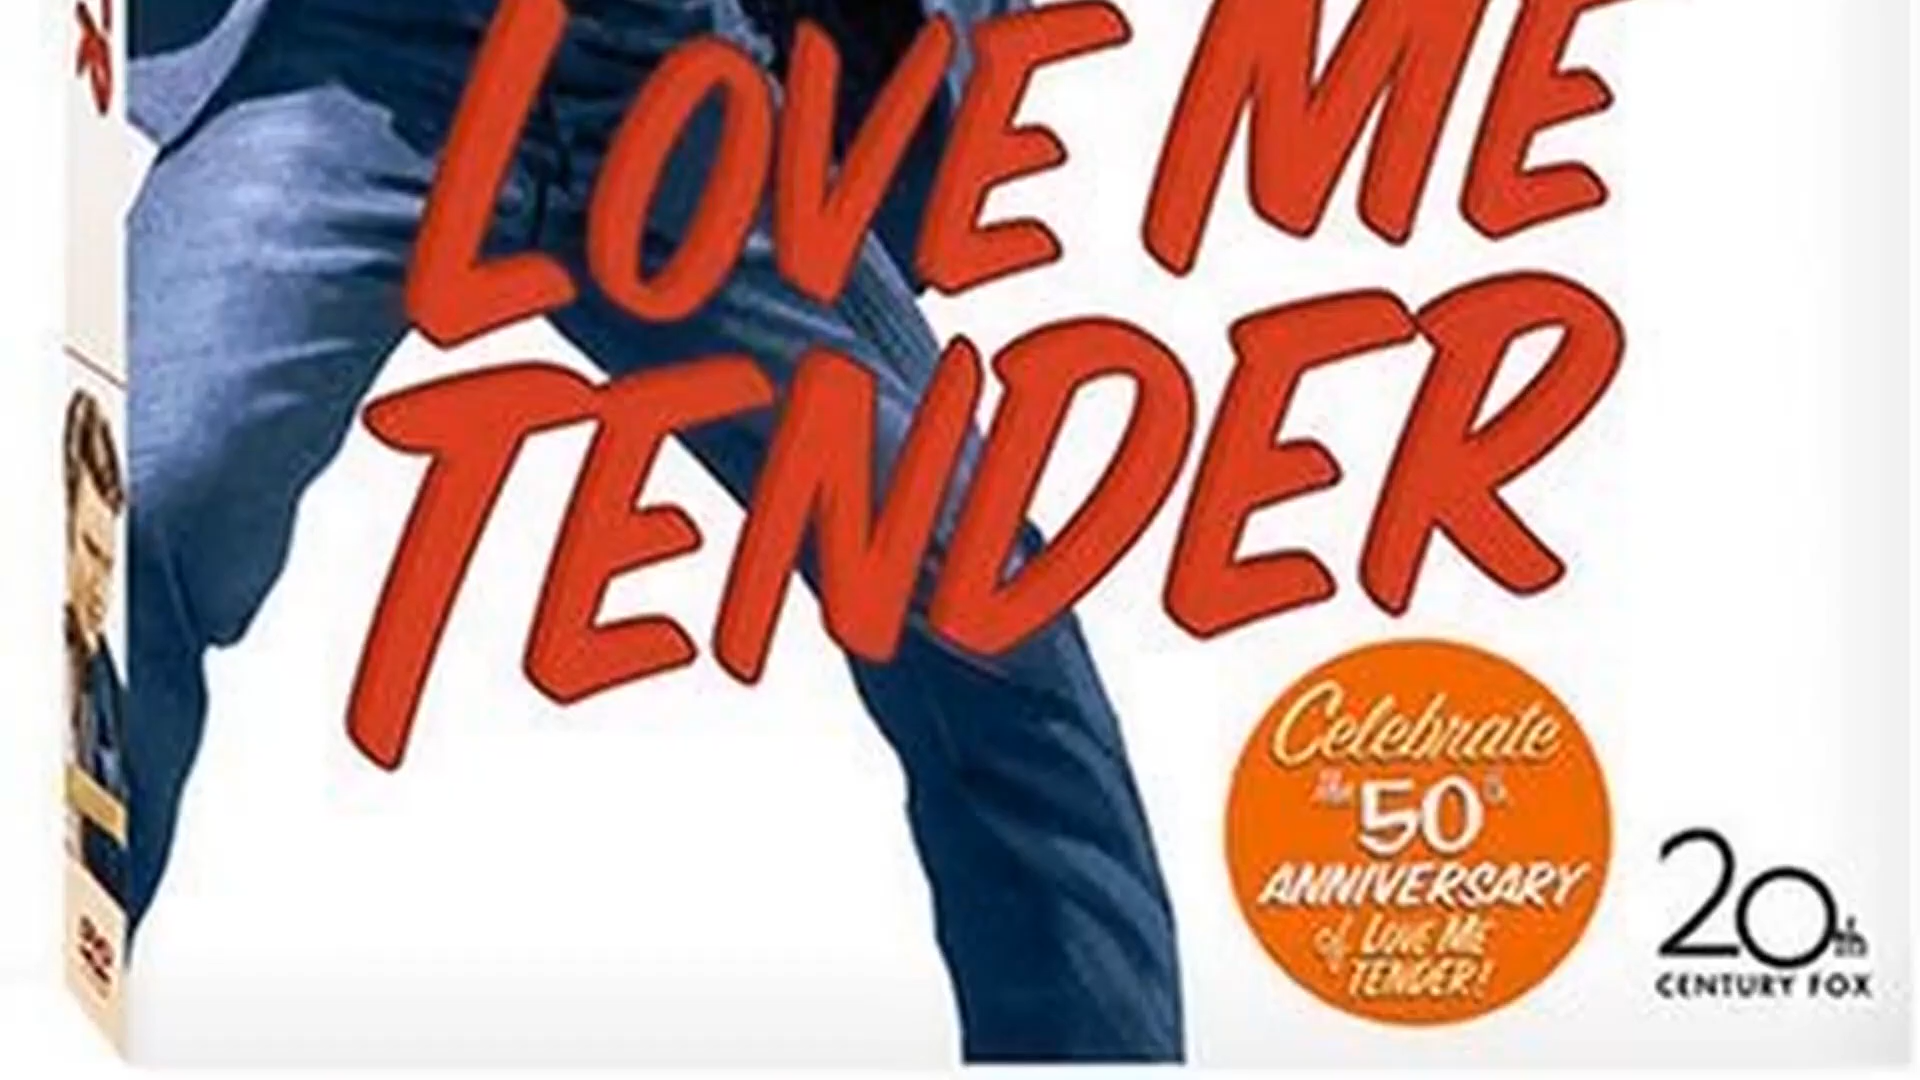 LOVE ME
TENDER
Celebrate
the 50th
ANNIVERSARY
of LOVE ME
TENDER!
20th
CENTURY FOX